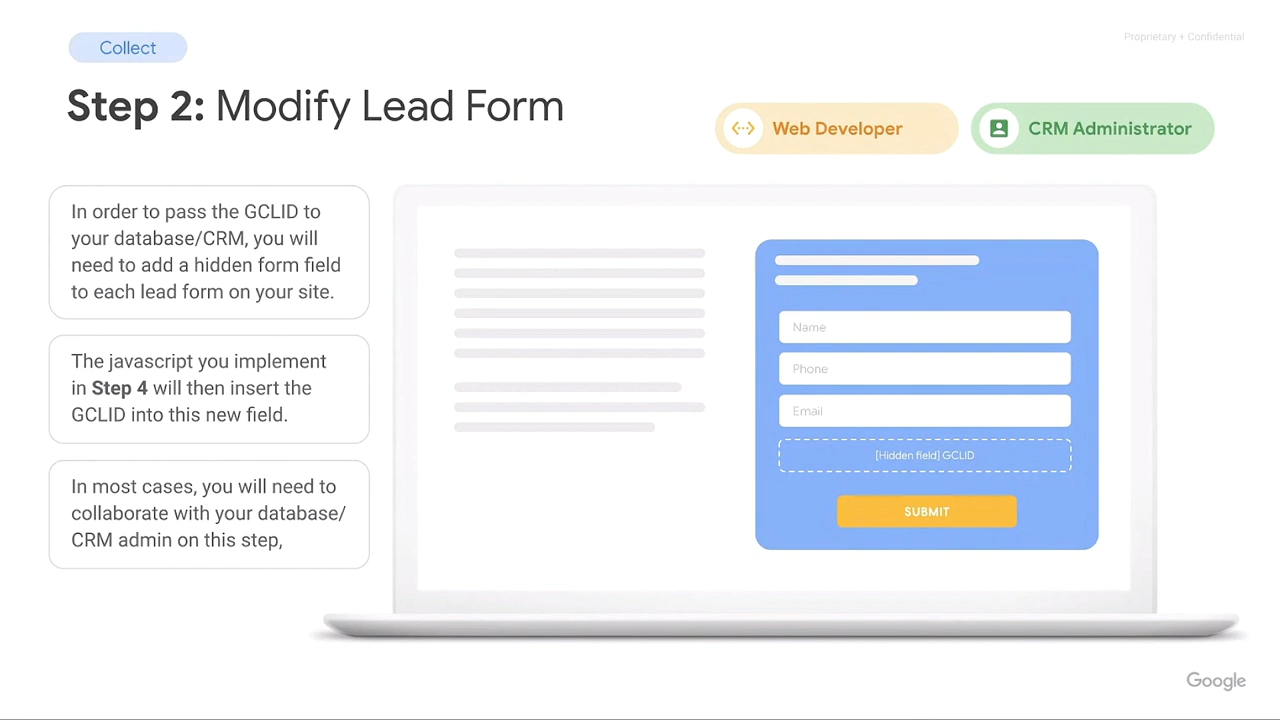 Collect
Proprietary + Confidential
Step 2: Modify Lead Form
Web Developer
CRM Administrator
In order to pass the GCLID to
your database/CRM, you will
need to add a hidden form field
to each lead form on your site.
The javascript you implement
in Step 4 will then insert the
GCLID into this new field.
In most cases, you will need to
collaborate with your database/
CRM admin on this step,
Name
Phone
Email
[Hidden field] GCLID
SUBMIT
Google